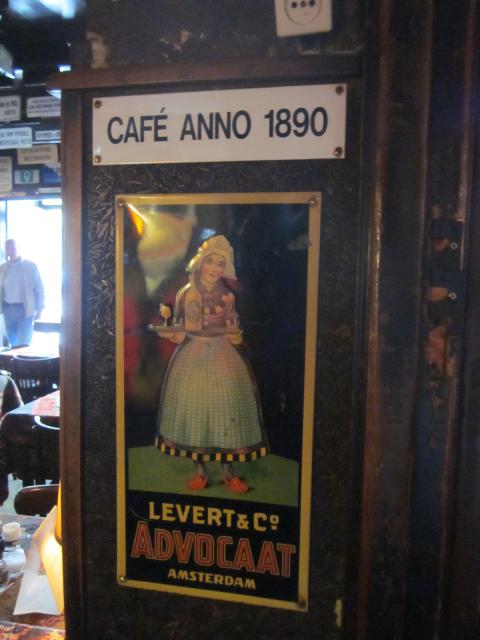 CAFÉ ANNO 1890
LEVERT & Cº
ADVOCAAT
AMSTERDAM